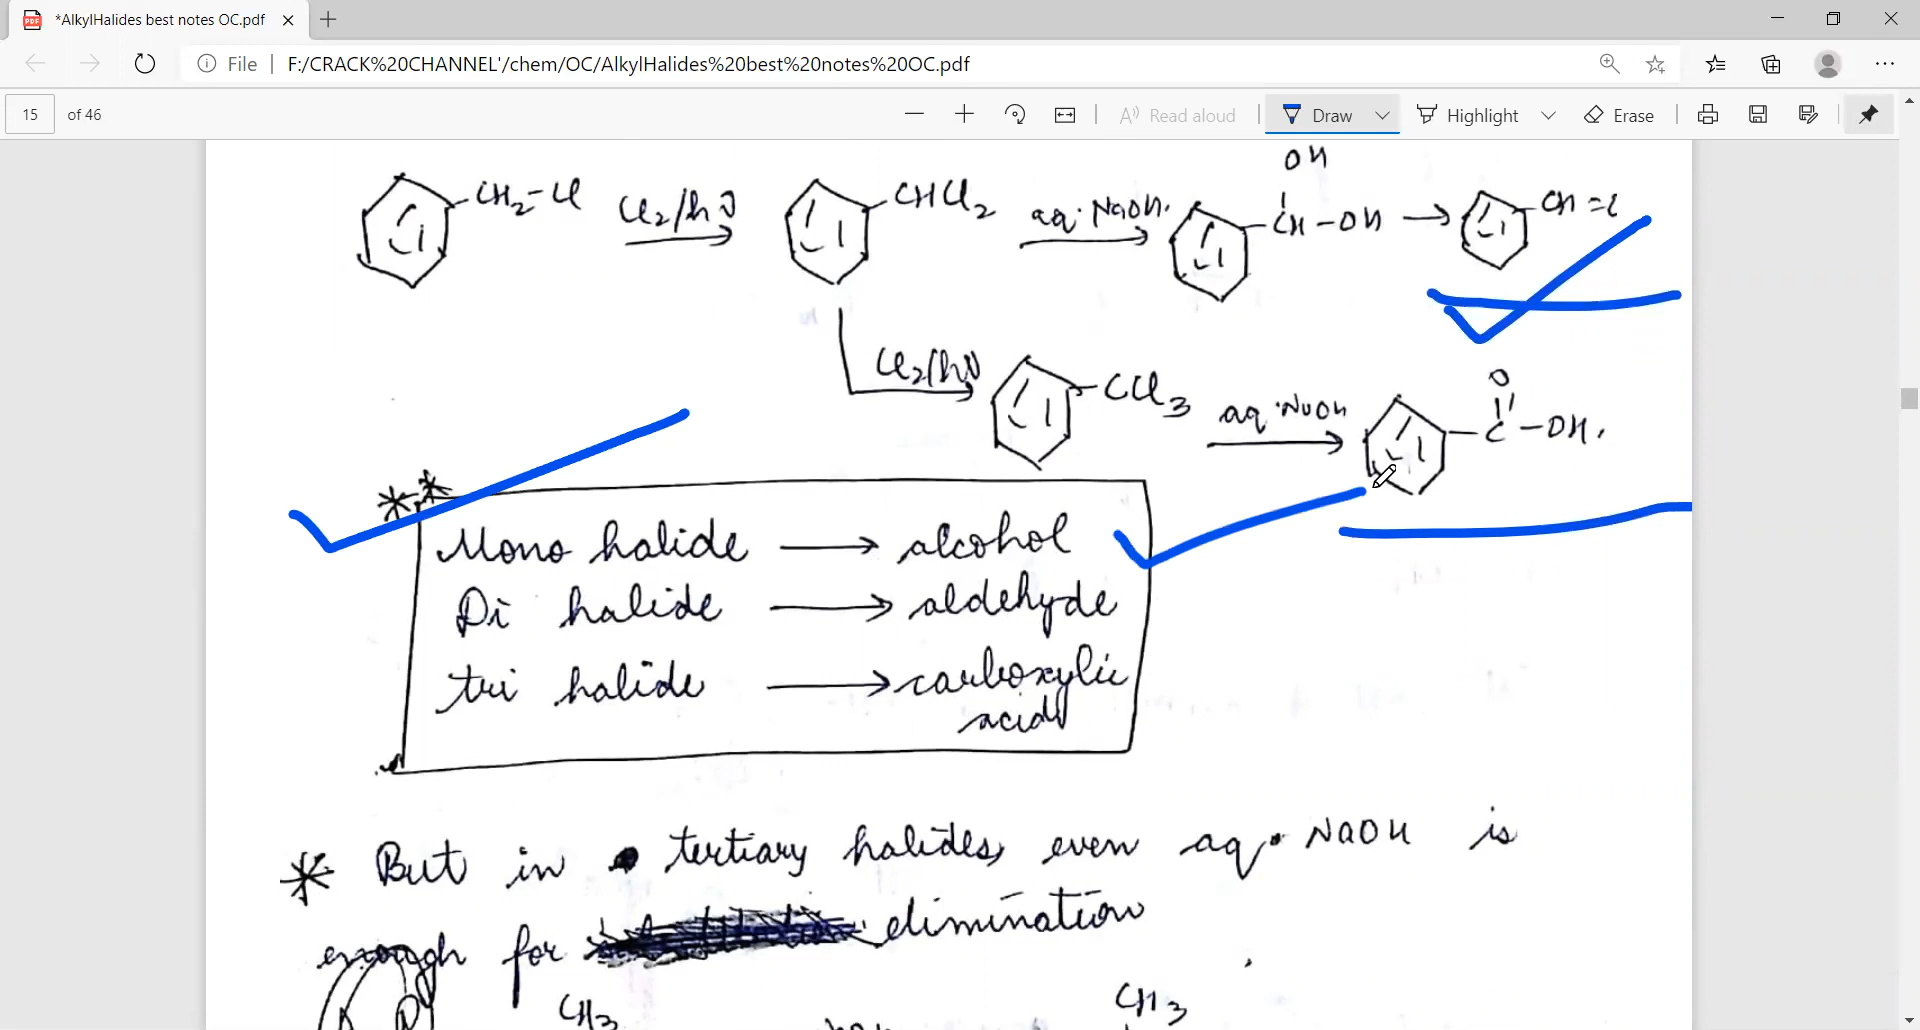 *AlkylHalides best notes OC.pdf
File
F:/CRACK%20CHANNEL'/chem/OC/AlkylHalides%20best%20notes%20OC.pdf
15 of 46
Read aloud
Draw
Highlight
Erase
OH
CH2-Cl Cl2/hν CHCl2 aq. NaOH. CH-OH CH=
Cl2/hν CCl3 aq. NaOH O
C-OH.
Mono halide → alcohol
Di halide → aldehyde
tri halide → carboxylic
acid
* But in tertiary halides, even aq. NaOH is
enough for elimination
CH3 CH3